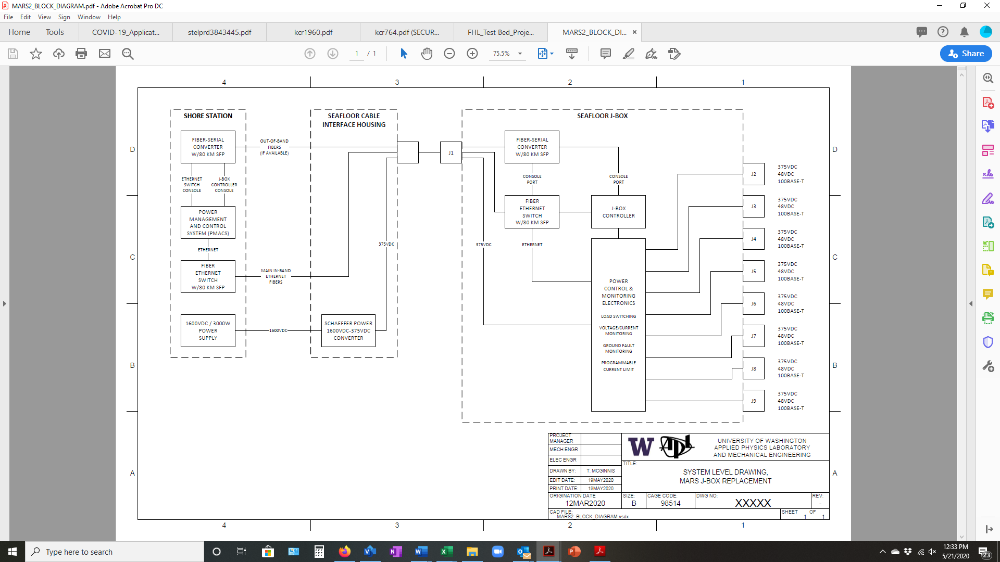 MARS2_BLOCK_DIAGRAM.pdf - Adobe Acrobat Pro DC
File Edit View Sign Window Help
Home Tools COVID-19_Applicat... stelprd3843445.pdf kcr1960.pdf kcr764.pdf (SECUR... FHL_Test Bed_Proje... MARS2_BLOCK_DI... ×
1 / 1 75.5% Share
4 3 2 1
SHORE STATION
FIBER-SERIAL
CONVERTER
W/80 KM SFP
ETHERNET
SWITCH
CONSOLE
J-BOX
CONTROLLER
CONSOLE
POWER
MANAGEMENT
AND CONTROL
SYSTEM (PMACS)
ETHERNET
FIBER
ETHERNET
SWITCH
W/80 KM SFP
1600VDC / 3000W
POWER
SUPPLY
OUT-OF-BAND
FIBERS
(IF AVAILABLE)
MAIN IN-BAND
ETHERNET
FIBERS
1600VDC
SEAFLOOR CABLE
INTERFACE HOUSING
375VDC
SCHAEFFER POWER
1600VDC-375VDC
CONVERTER
J1
SEAFLOOR J-BOX
FIBER-SERIAL
CONVERTER
W/80 KM SFP
CONSOLE
PORT
CONSOLE
PORT
FIBER
ETHERNET
SWITCH
W/80 KM SFP
J-BOX
CONTROLLER
375VDC
ETHERNET
POWER
CONTROL &
MONITORING
ELECTRONICS
LOAD SWITCHING
VOLTAGE/CURRENT
MONITORING
GROUND FAULT
MONITORING
PROGRAMMABLE
CURRENT LIMIT
J2
375VDC
48VDC
100BASE-T
J3
375VDC
48VDC
100BASE-T
J4
375VDC
48VDC
100BASE-T
J5
375VDC
48VDC
100BASE-T
J6
375VDC
48VDC
100BASE-T
J7
375VDC
48VDC
100BASE-T
J8
375VDC
48VDC
100BASE-T
J9
375VDC
48VDC
100BASE-T
D D
C C
B B
A A
PROJECT
MANAGER
MECH ENGR
ELEC ENGR
DRAWN BY: T. MCGINNIS
EDIT DATE: 19MAY2020
PRINT DATE: 19MAY2020
ORIGINATION DATE
12MAR2020
W apl
UNIVERSITY OF WASHINGTON
APPLIED PHYSICS LABORATORY
AND MECHANICAL ENGINEERING
TITLE:
SYSTEM LEVEL DRAWING,
MARS J-BOX REPLACEMENT
SIZE:
B
CAGE CODE:
98514
DWG NO:
XXXXX
REV:
-
CAD FILE:
MARS2_BLOCK_DIAGRAM.vsdx
SHEET 1 OF 1
4 3 2 1
Type here to search
12:33 PM
5/21/2020
23